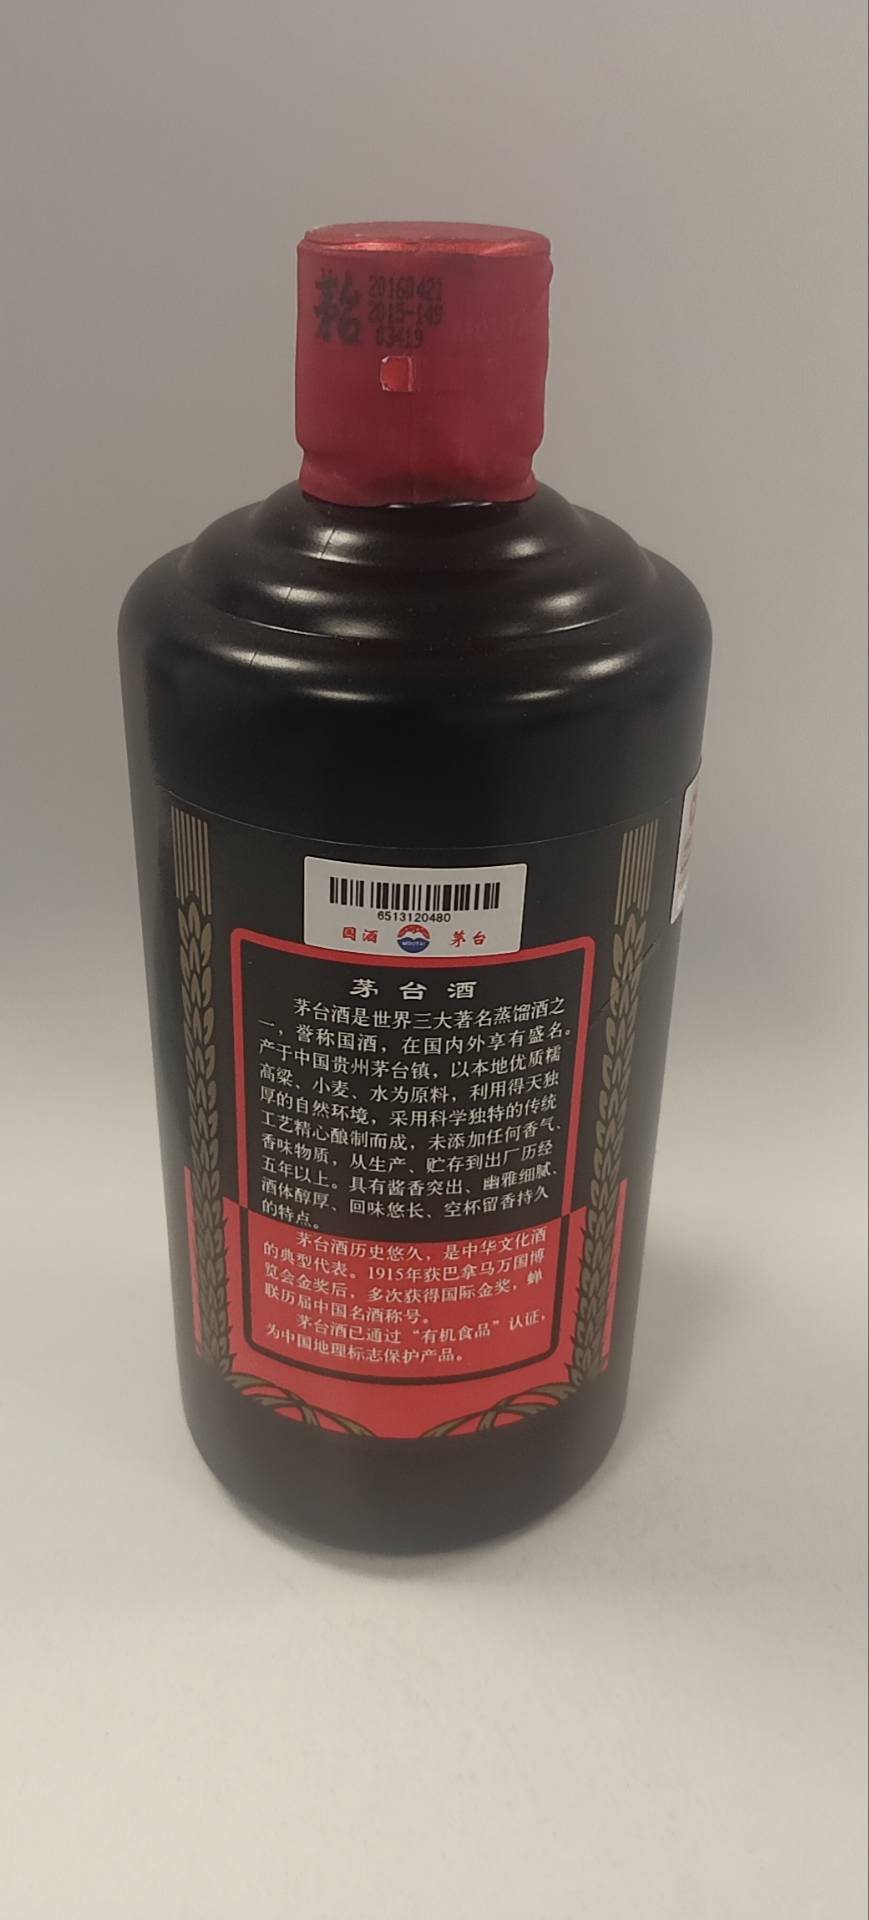 茅台
20160421
2015-149
03419
6513120480
国酒
MOUTAI
茅台
茅台酒
茅台酒是世界三大著名蒸馏酒之
一，誉称国酒，在国内外享有盛名。
产于中国贵州茅台镇，以本地优质糯
高粱、小麦、水为原料，利用得天独
厚的自然环境，采用科学独特的传统
工艺精心酿制而成，未添加任何香气、
香味物质，从生产、贮存到出厂历经
五年以上。具有酱香突出、幽雅细腻、
酒体醇厚、回味悠长、空杯留香持久
的特点。
茅台酒历史悠久，是中华文化酒
的典型代表。1915年获巴拿马万国博
览会金奖后，多次获得国际金奖，蝉
联历届中国名酒称号。
茅台酒已通过“有机食品”认证，
为中国地理标志保护产品。